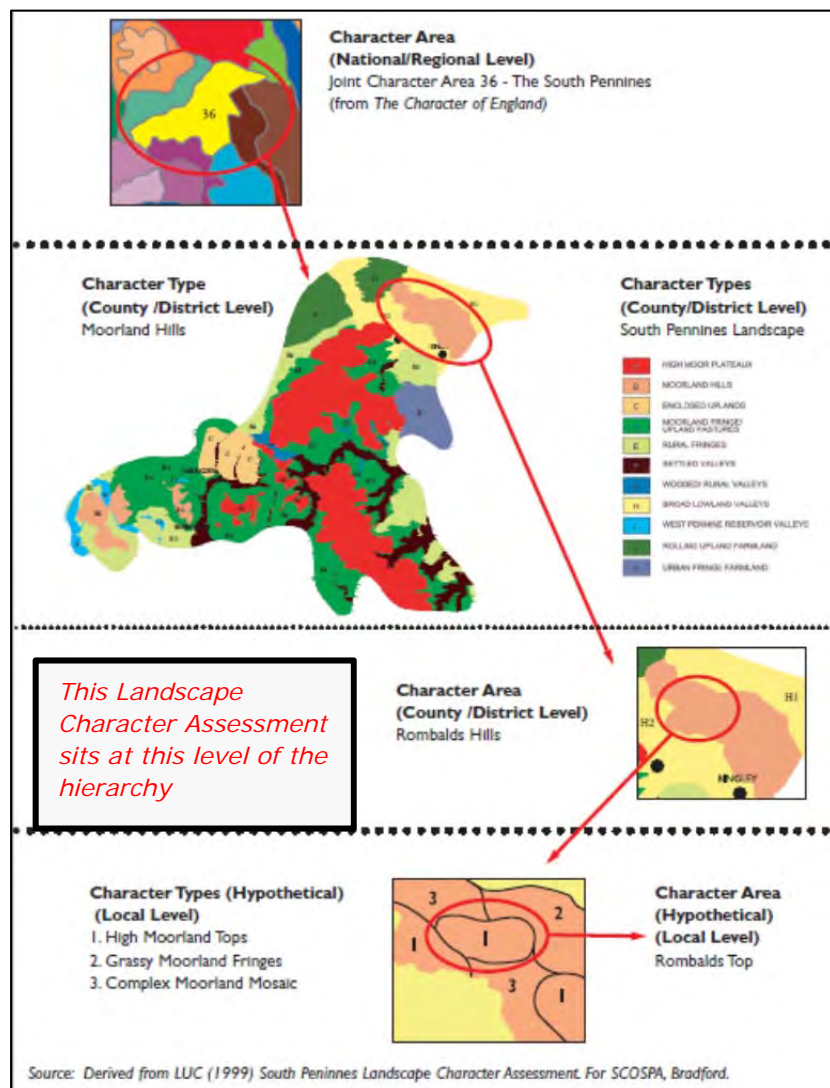 Character Area
(National/Regional Level)
Joint Character Area 36 - The South Pennines
(from The Character of England)
36
Character Type
(County /District Level)
Moorland Hills
Character Types
(County/District Level)
South Pennines Landscape
HIGH MOOR PLATEAUX
MOORLAND HILLS
ENCLOSED UPLANDS
MOORLAND FRINGE/
UPLAND PASTURES
RURAL FRINGES
SETTLED VALLEYS
WOODED/ RURAL VALLEYS
BROAD LOWLAND VALLEYS
WEST PENNINE RESERVOIR VALLEYS
ROLLING UPLAND FARMLAND
URBAN FRINGE FARMLAND
This Landscape
Character Assessment
sits at this level of the
hierarchy
Character Area
(County /District Level)
Rombalds Hills
H1
H2
BINGLEY
Character Types (Hypothetical)
(Local Level)
1. High Moorland Tops
2. Grassy Moorland Fringes
3. Complex Moorland Mosaic
3
2
1
1
3
1
Character Area
(Hypothetical)
(Local Level)
Rombalds Top
Source: Derived from LUC (1999) South Peninnes Landscape Character Assessment. For SCOSPA, Bradford.